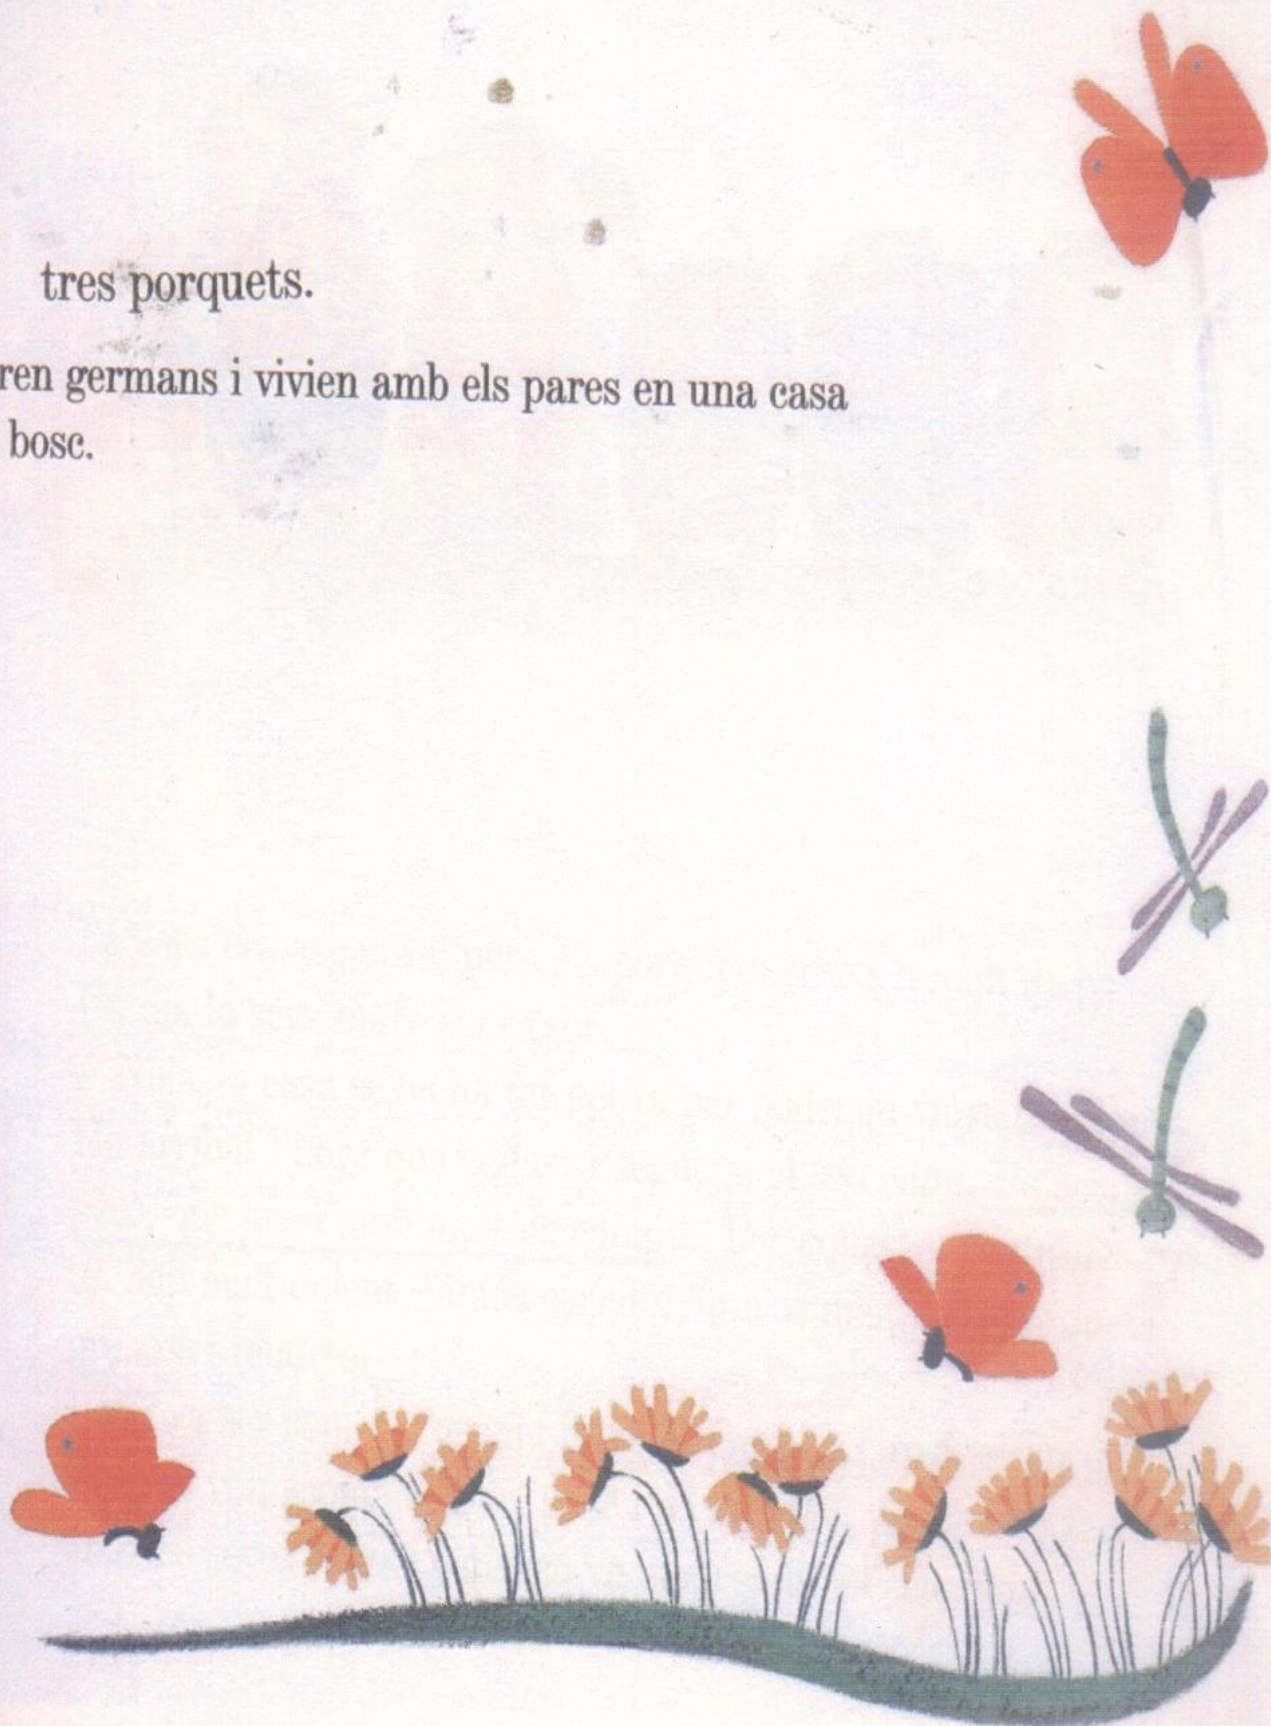 tres porquets.
ren germans i vivien amb els pares en una casa
bosc.